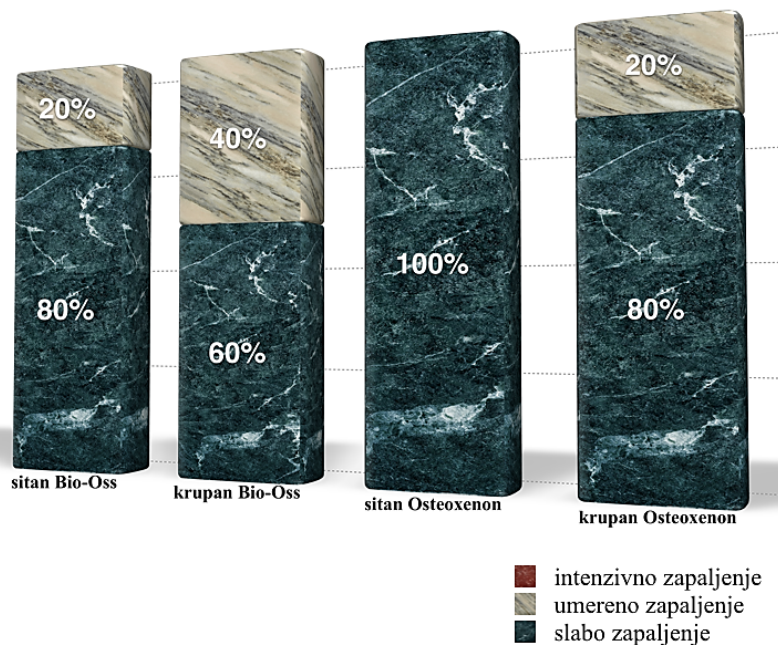 20%
40%
20%
80%
60%
100%
80%
sitan Bio-Oss
krupan Bio-Oss
sitan Osteoxenon
krupan Osteoxenon
intenzivno zapaljenje
umereno zapaljenje
slabo zapaljenje